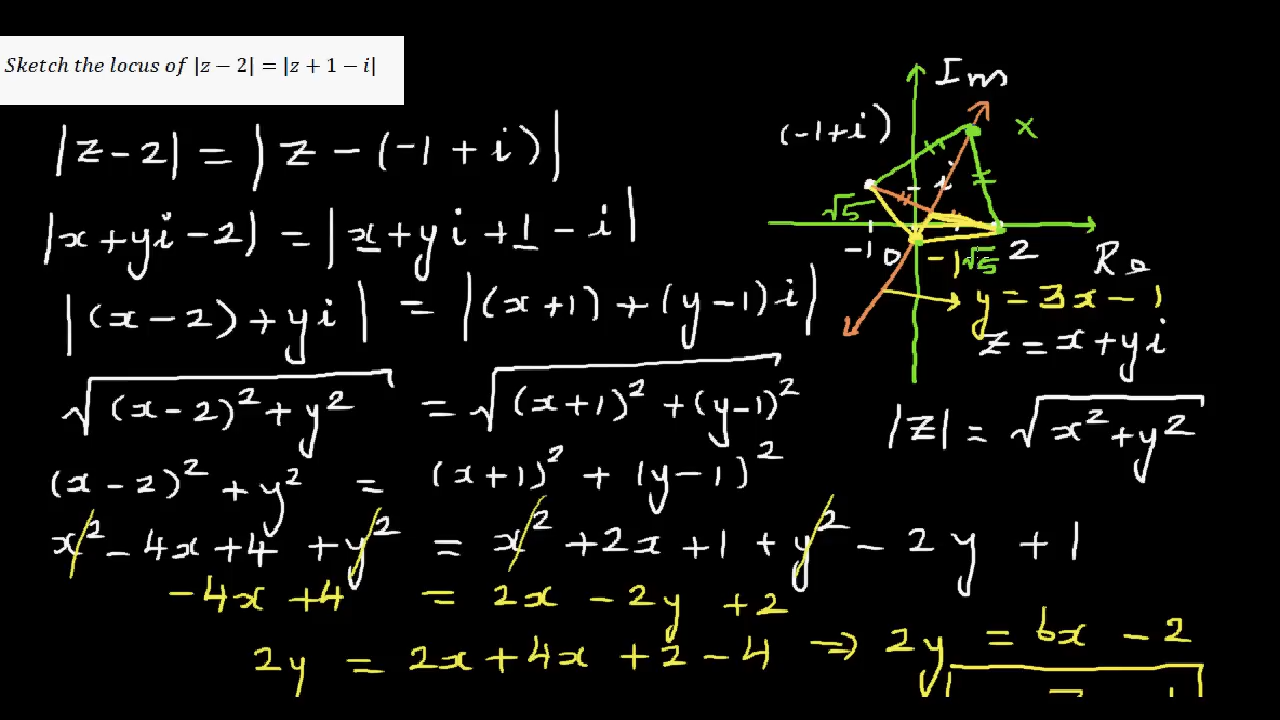 Sketch the locus of |z − 2| = |z + 1 − i|
|z - 2| = |z - (-1 + i)|
|x + yi - 2| = |x + yi + 1 - i|
|(x - 2) + yi| = |(x + 1) + (y - 1)i|
√((x - 2)² + y²) = √((x + 1)² + (y - 1)²)
(x - 2)² + y² = (x + 1)² + (y - 1)²
x² - 4x + 4 + y² = x² + 2x + 1 + y² - 2y + 1
-4x + 4 = 2x - 2y + 2
2y = 2x + 4x + 2 - 4 ⇒ 2y = 6x - 2
Im
(-1 + i)
x
i
√5
-1
0
-1
√5
2
y = 3x - 1
z = x + yi
|z| = √(x² + y²)